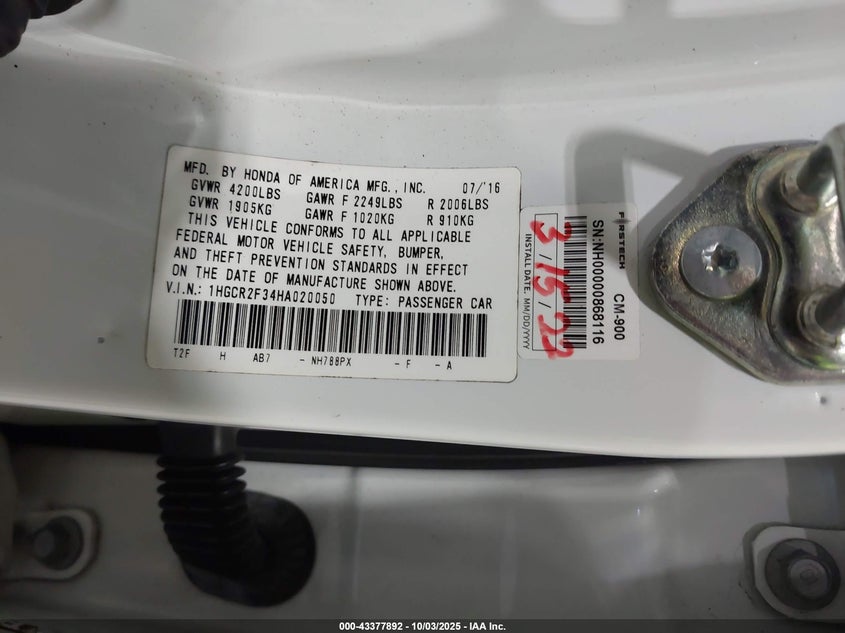 MFD. BY HONDA OF AMERICA MFG., INC. 07/'16
GVWR 4200LBS GAWR F 2249LBS R 2006LBS
GVWR 1905KG GAWR F 1020KG R 910KG
THIS VEHICLE CONFORMS TO ALL APPLICABLE
FEDERAL MOTOR VEHICLE SAFETY, BUMPER,
AND THEFT PREVENTION STANDARDS IN EFFECT
ON THE DATE OF MANUFACTURE SHOWN ABOVE.
V.I.N.: 1HGCR2F34HA020050 TYPE: PASSENGER CAR
T2F H AB7 - NH788PX - F - A
FIRSTECH CM-900
SN:NH00000868116
3/15/22
INSTALL DATE, MM/DD/YYYY
000-43377892 - 10/03/2025 - IAA Inc.